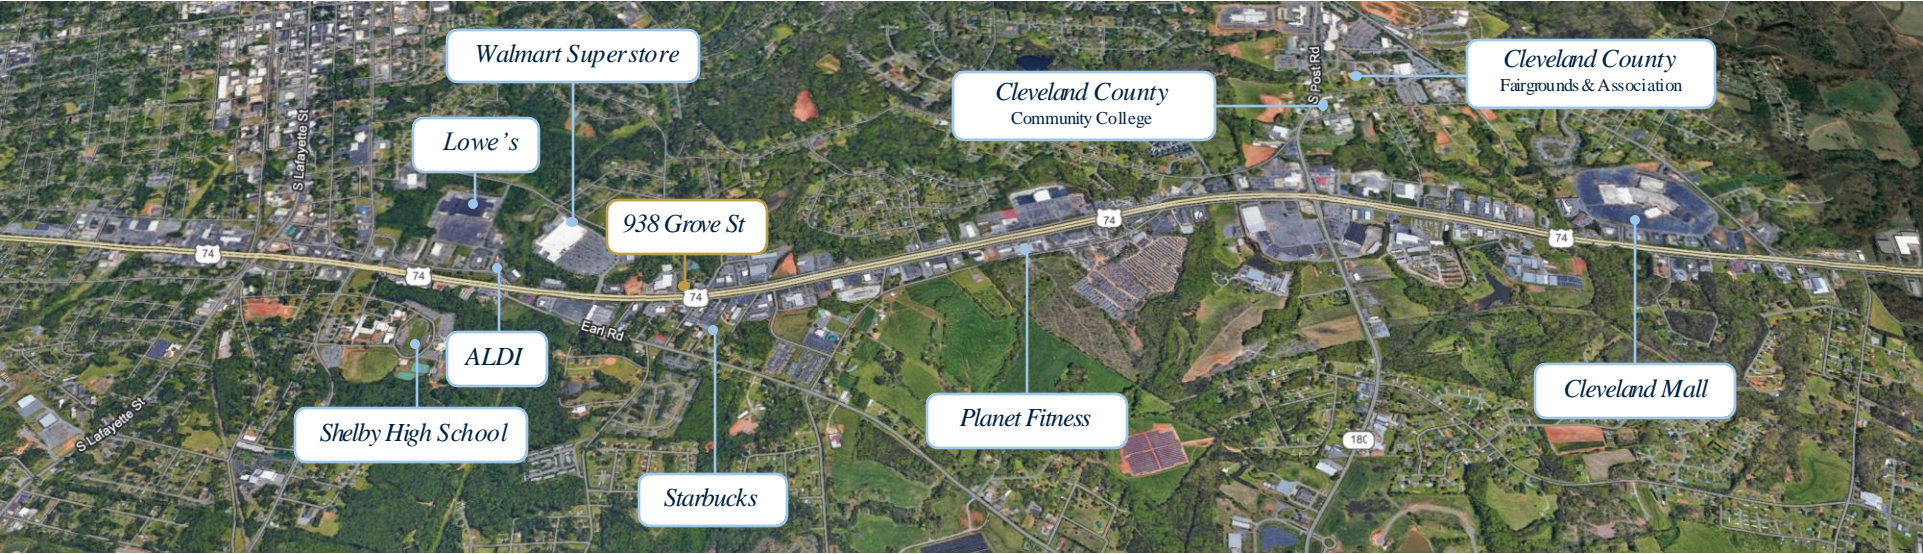 Walmart Superstore
Cleveland County
Fairgrounds & Association
S Post Rd
Cleveland County
Community College
Lowe's
S Lafayette St
938 Grove St
74
74
74
74
74
Earl Rd
ALDI
Cleveland Mall
S Lafayette St
Shelby High School
Planet Fitness
180
Starbucks